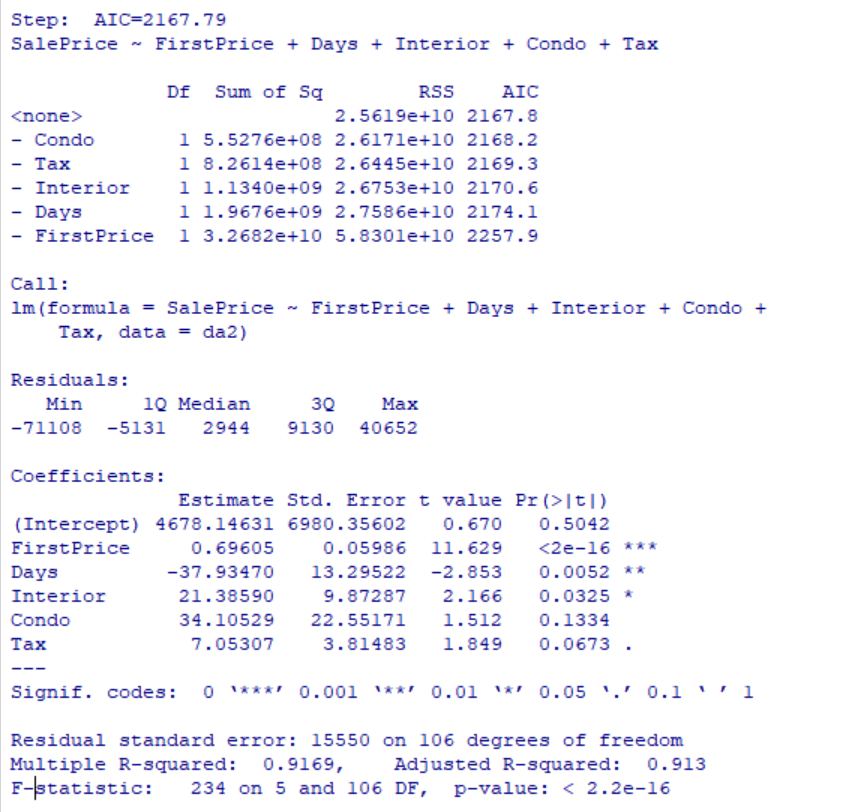 Step:  AIC=2167.79
SalePrice ~ FirstPrice + Days + Interior + Condo + Tax
             Df  Sum of Sq        RSS    AIC
<none>                     2.5619e+10 2167.8
- Condo       1 5.5276e+08 2.6171e+10 2168.2
- Tax         1 8.2614e+08 2.6445e+10 2169.3
- Interior    1 1.1340e+09 2.6753e+10 2170.6
- Days        1 1.9676e+09 2.7586e+10 2174.1
- FirstPrice  1 3.2682e+10 5.8301e+10 2257.9
Call:
lm(formula = SalePrice ~ FirstPrice + Days + Interior + Condo +
    Tax, data = da2)
Residuals:
   Min     1Q Median     3Q    Max
-71108  -5131   2944   9130  40652
Coefficients:
              Estimate Std. Error t value Pr(>|t|)
(Intercept) 4678.14631 6980.35602   0.670   0.5042
FirstPrice     0.69605    0.05986  11.629   <2e-16 ***
Days         -37.93470   13.29522  -2.853   0.0052 **
Interior      21.38590    9.87287   2.166   0.0325 *
Condo         34.10529   22.55171   1.512   0.1334
Tax            7.05307    3.81483   1.849   0.0673 .
---
Signif. codes:  0 ‘***’ 0.001 ‘**’ 0.01 ‘*’ 0.05 ‘.’ 0.1 ‘ ’ 1
Residual standard error: 15550 on 106 degrees of freedom
Multiple R-squared:  0.9169,    Adjusted R-squared:  0.913
F-statistic:   234 on 5 and 106 DF,  p-value: < 2.2e-16